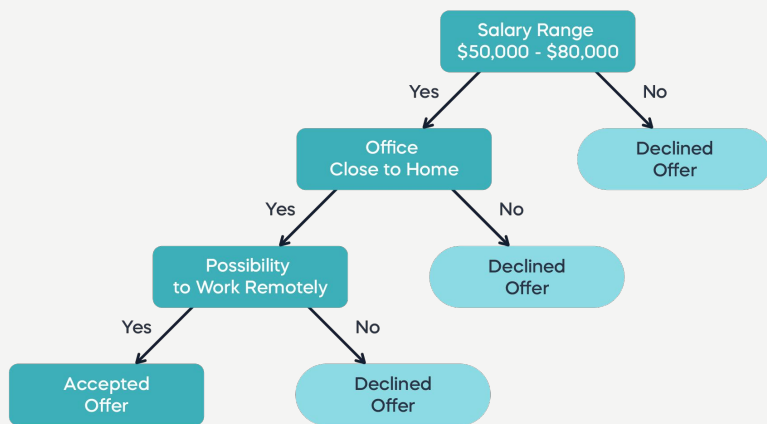 Salary Range
$50,000 - $80,000
Yes
No
Office
Close to Home
Declined
Offer
Yes
No
Possibility
to Work Remotely
Declined
Offer
Yes
No
Accepted
Offer
Declined
Offer